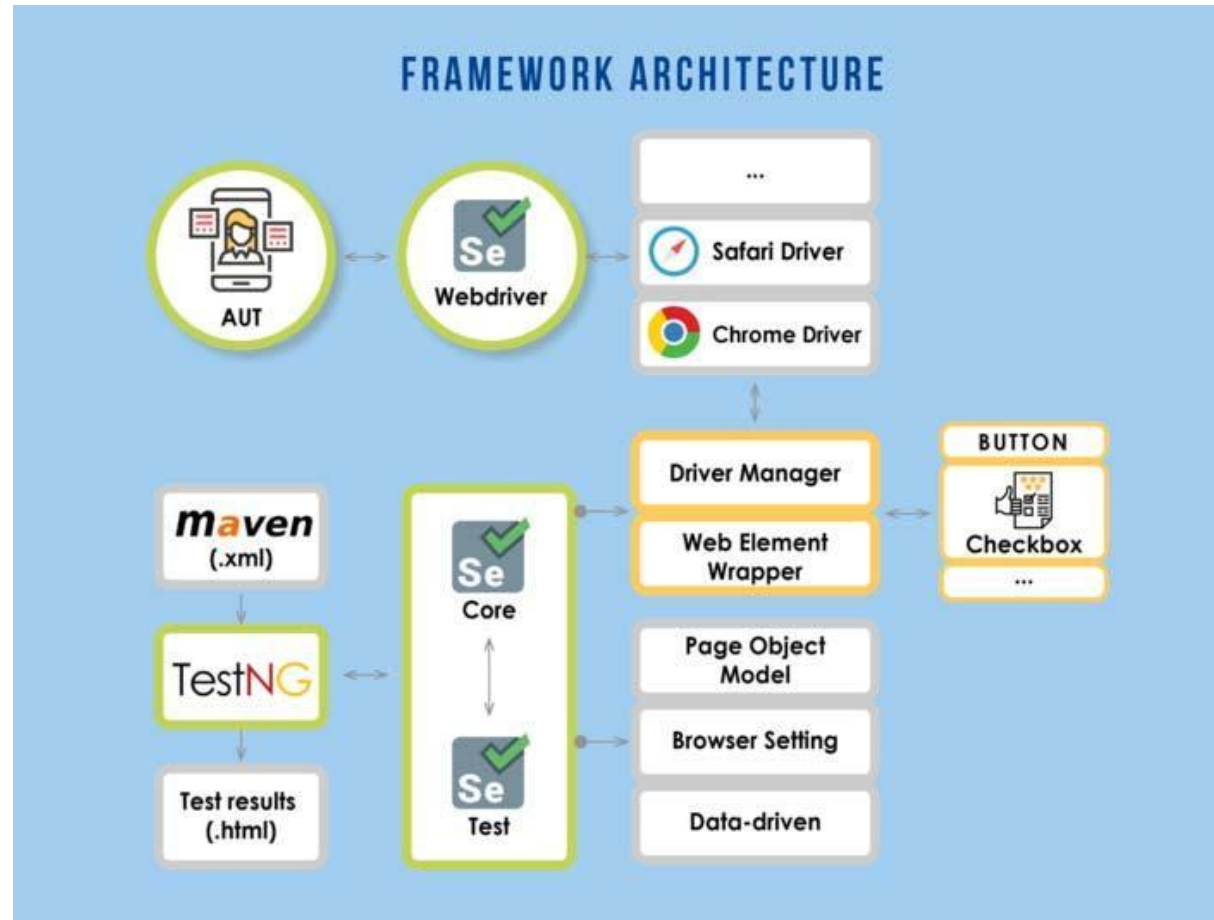 FRAMEWORK ARCHITECTURE
...
Safari Driver
Chrome Driver
AUT
Se
Webdriver
Driver Manager
Web Element
Wrapper
BUTTON
Checkbox
...
maven
(.xml)
TestNG
Test results
(.html)
Se
Core
Se
Test
Page Object
Model
Browser Setting
Data-driven